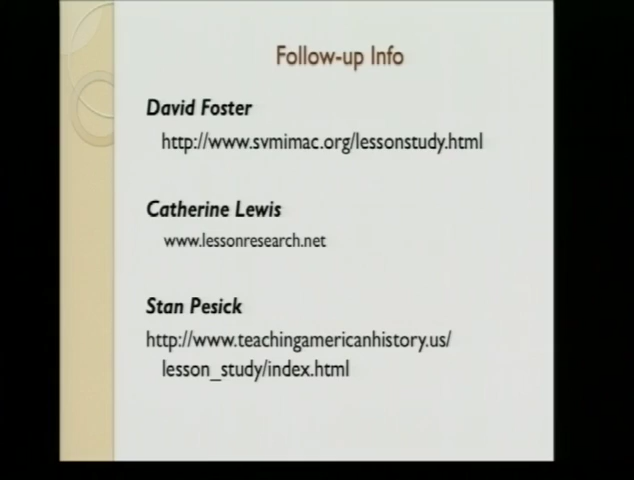 Follow-up Info
David Foster
http://www.svmimac.org/lessonstudy.html
Catherine Lewis
www.lessonresearch.net
Stan Pesick
http://www.teachingamericanhistory.us/
lesson_study/index.html